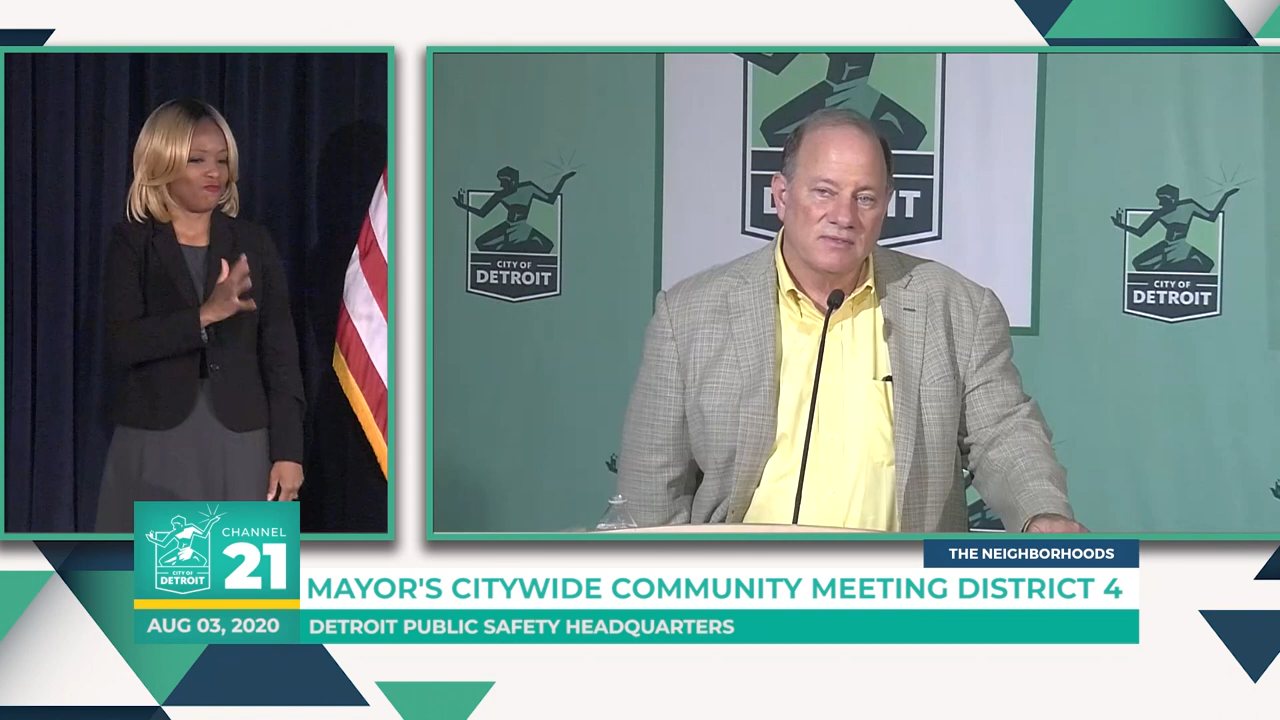 DETROIT
CITY OF
DETROIT
CITY OF
DETROIT
THE NEIGHBORHOODS
CITY OF
DETROIT
CHANNEL
21
MAYOR'S CITYWIDE COMMUNITY MEETING DISTRICT 4
AUG 03, 2020
DETROIT PUBLIC SAFETY HEADQUARTERS